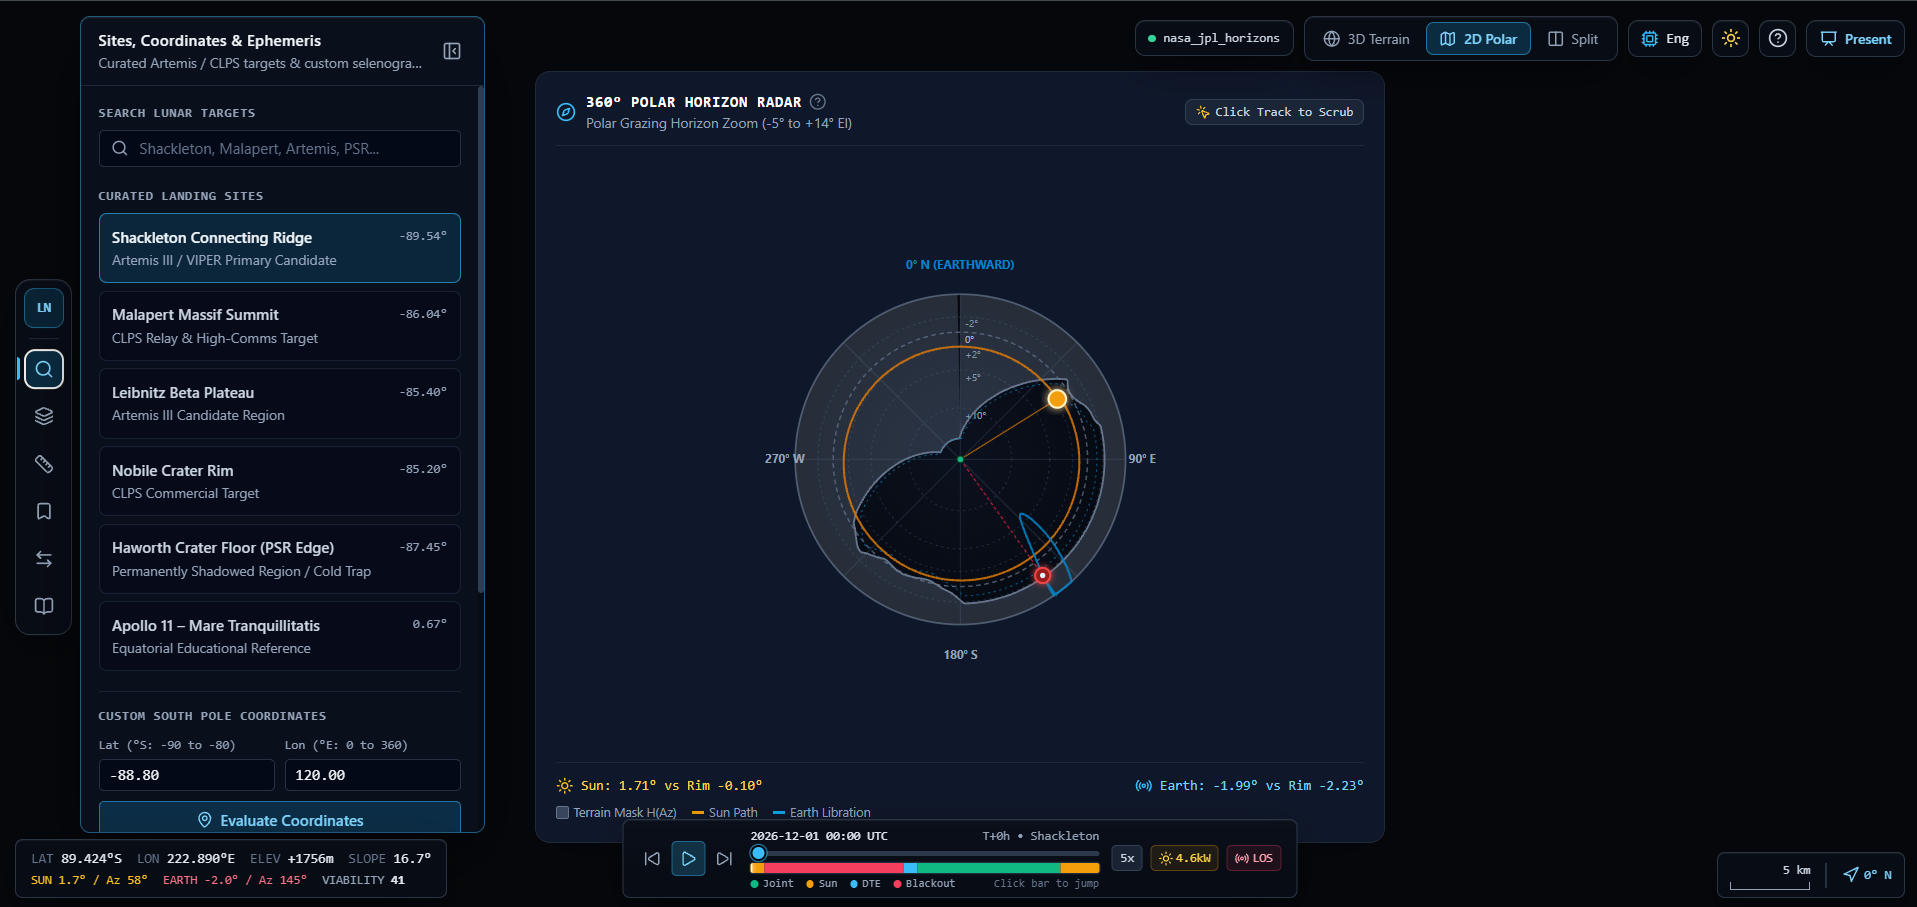 Sites, Coordinates & Ephemeris
Curated Artemis / CLPS targets & custom selenogra...
SEARCH LUNAR TARGETS
Shackleton, Malapert, Artemis, PSR...
CURATED LANDING SITES
Shackleton Connecting Ridge
-89.54°
Artemis III / VIPER Primary Candidate
Malapert Massif Summit
-86.04°
CLPS Relay & High-Comms Target
Leibnitz Beta Plateau
-85.40°
Artemis III Candidate Region
Nobile Crater Rim
-85.20°
CLPS Commercial Target
Haworth Crater Floor (PSR Edge)
-87.45°
Permanently Shadowed Region / Cold Trap
Apollo 11 – Mare Tranquillitatis
0.67°
Equatorial Educational Reference
CUSTOM SOUTH POLE COORDINATES
Lat (°S: -90 to -80)
Lon (°E: 0 to 360)
-88.80
120.00
Evaluate Coordinates
LN
LAT 89.424°S LON 222.890°E ELEV +1756m SLOPE 16.7°
SUN 1.7° / Az 58° EARTH -2.0° / Az 145° VIABILITY 41
nasa_jpl_horizons
3D Terrain
2D Polar
Split
Eng
Present
360° POLAR HORIZON RADAR
Polar Grazing Horizon Zoom (-5° to +14° El)
Click Track to Scrub
0° N (EARTHWARD)
-2°
0°
+2°
+5°
+10°
270° W
90° E
180° S
Sun: 1.71° vs Rim -0.10°
Earth: -1.99° vs Rim -2.23°
Terrain Mask H(Az)
Sun Path
Earth Libration
2026-12-01 00:00 UTC
T+0h • Shackleton
5x
4.6kW
LOS
Joint
Sun
DTE
Blackout
Click bar to jump
5 km
0° N